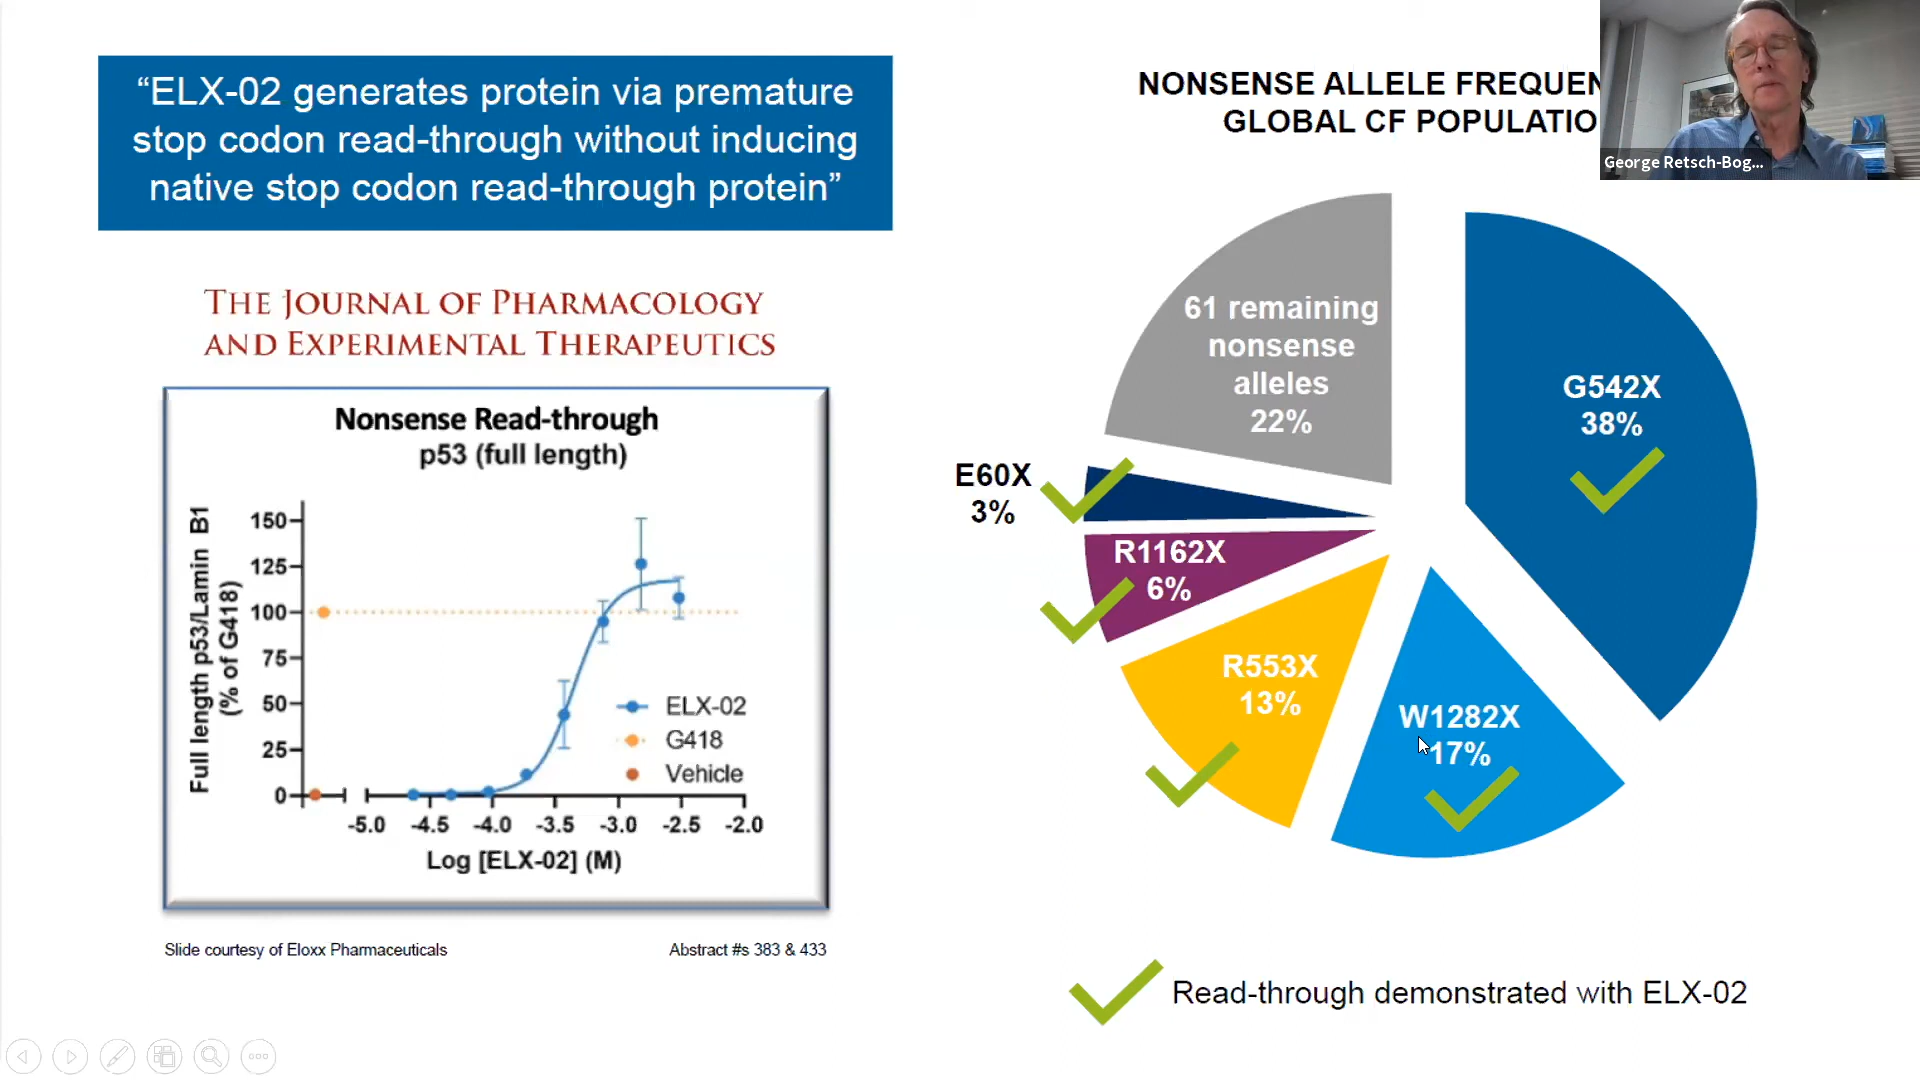 “ELX-02 generates protein via premature
stop codon read-through without inducing
native stop codon read-through protein”
THE JOURNAL OF PHARMACOLOGY
AND EXPERIMENTAL THERAPEUTICS
Nonsense Read-through
p53 (full length)
Full length p53/Lamin B1
(% of G418)
150
125
100
75
50
25
0
-5.0 -4.5 -4.0 -3.5 -3.0 -2.5 -2.0
Log [ELX-02] (M)
ELX-02
G418
Vehicle
Slide courtesy of Eloxx Pharmaceuticals
Abstract #s 383 & 433
NONSENSE ALLELE FREQUEN
GLOBAL CF POPULATIO
George Retsch-Bog...
61 remaining
nonsense
alleles
22%
G542X
38%
E60X
3%
R1162X
6%
R553X
13%
W1282X
17%
Read-through demonstrated with ELX-02